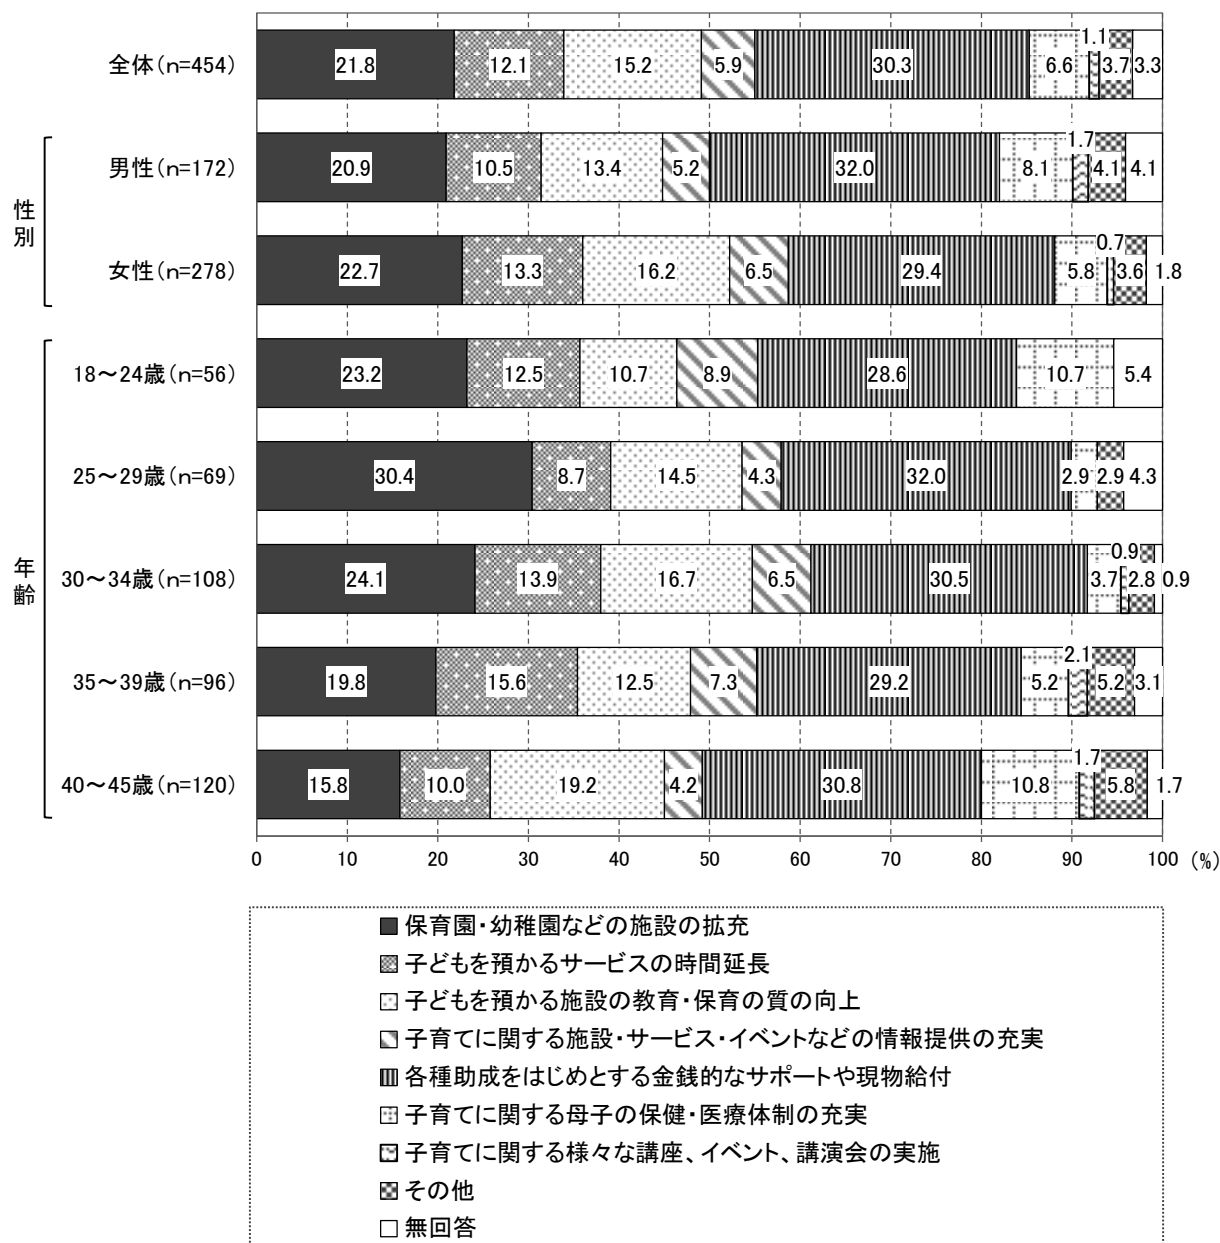 全体（n=454） 21.8 12.1 15.2 5.9 30.3 6.6 1.1 3.7 3.3
性別
男性（n=172） 20.9 10.5 13.4 5.2 32.0 8.1 1.7 4.1 4.1
女性（n=278） 22.7 13.3 16.2 6.5 29.4 5.8 0.7 3.6 1.8
年齢
18～24歳（n=56） 23.2 12.5 10.7 8.9 28.6 10.7 5.4
25～29歳（n=69） 30.4 8.7 14.5 4.3 32.0 2.9 2.9 4.3
30～34歳（n=108） 24.1 13.9 16.7 6.5 30.5 3.7 0.9 2.8 0.9
35～39歳（n=96） 19.8 15.6 12.5 7.3 29.2 5.2 2.1 5.2 3.1
40～45歳（n=120） 15.8 10.0 19.2 4.2 30.8 10.8 1.7 5.8 1.7
0 10 20 30 40 50 60 70 80 90 100 (%)
保育園・幼稚園などの施設の拡充
子どもを預かるサービスの時間延長
子どもを預かる施設の教育・保育の質の向上
子育てに関する施設・サービス・イベントなどの情報提供の充実
各種助成をはじめとする金銭的なサポートや現物給付
子育てに関する母子の保健・医療体制の充実
子育てに関する様々な講座、イベント、講演会の実施
その他
無回答